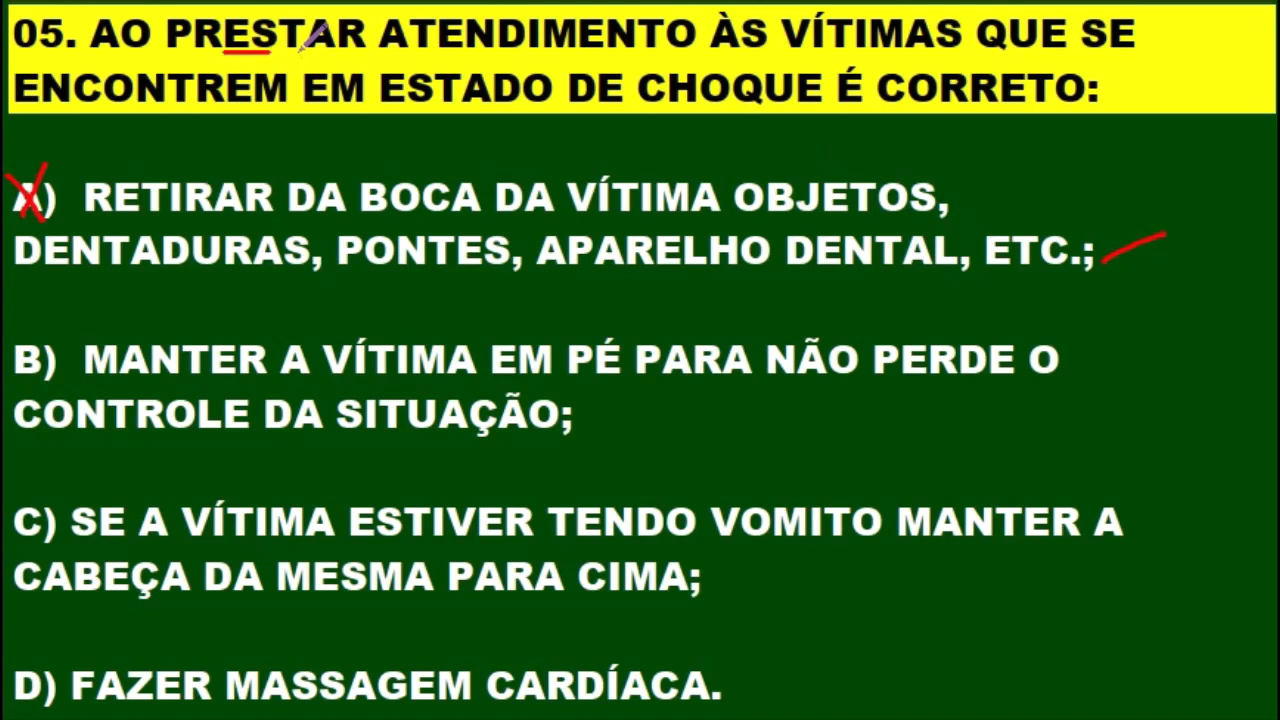 05. AO PRESTAR ATENDIMENTO ÀS VÍTIMAS QUE SE
ENCONTREM EM ESTADO DE CHOQUE É CORRETO:
A) RETIRAR DA BOCA DA VÍTIMA OBJETOS,
DENTADURAS, PONTES, APARELHO DENTAL, ETC.;
B) MANTER A VÍTIMA EM PÉ PARA NÃO PERDE O
CONTROLE DA SITUAÇÃO;
C) SE A VÍTIMA ESTIVER TENDO VOMITO MANTER A
CABEÇA DA MESMA PARA CIMA;
D) FAZER MASSAGEM CARDÍACA.